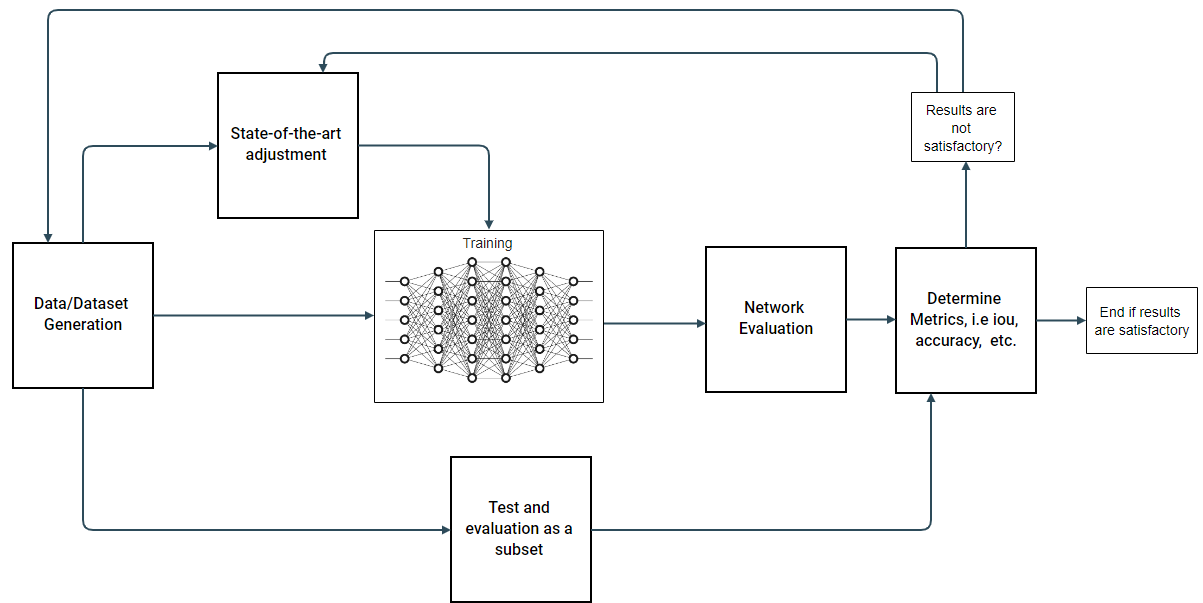 Results are
not
satisfactory?
State-of-the-art
adjustment
Training
Data/Dataset
Generation
Network
Evaluation
Determine
Metrics, i.e iou,
accuracy, etc.
End if results
are satisfactory
Test and
evaluation as a
subset